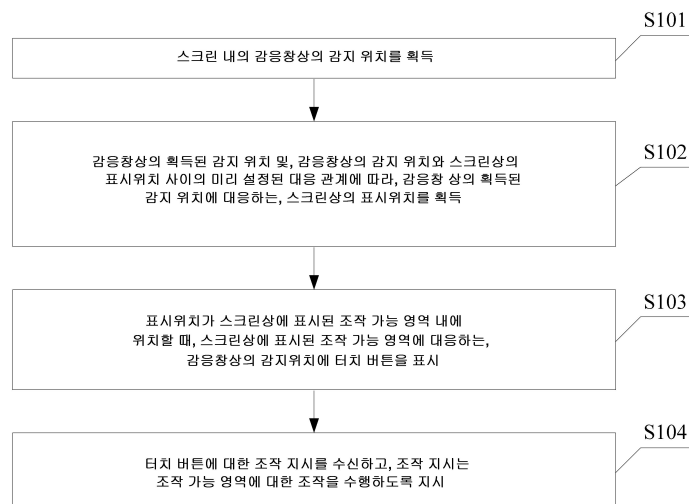 S101
스크린 내의 감응창상의 감지 위치를 획득
S102
감응창상의 획득된 감지 위치 및, 감응창상의 감지 위치와 스크린상의
표시위치 사이의 미리 설정된 대응 관계에 따라, 감응창 상의 획득된
감지 위치에 대응하는, 스크린상의 표시위치를 획득
S103
표시위치가 스크린상에 표시된 조작 가능 영역 내에
위치할 때, 스크린상에 표시된 조작 가능 영역에 대응하는,
감응창상의 감지위치에 터치 버튼을 표시
S104
터치 버튼에 대한 조작 지시를 수신하고, 조작 지시는
조작 가능 영역에 대한 조작을 수행하도록 지시